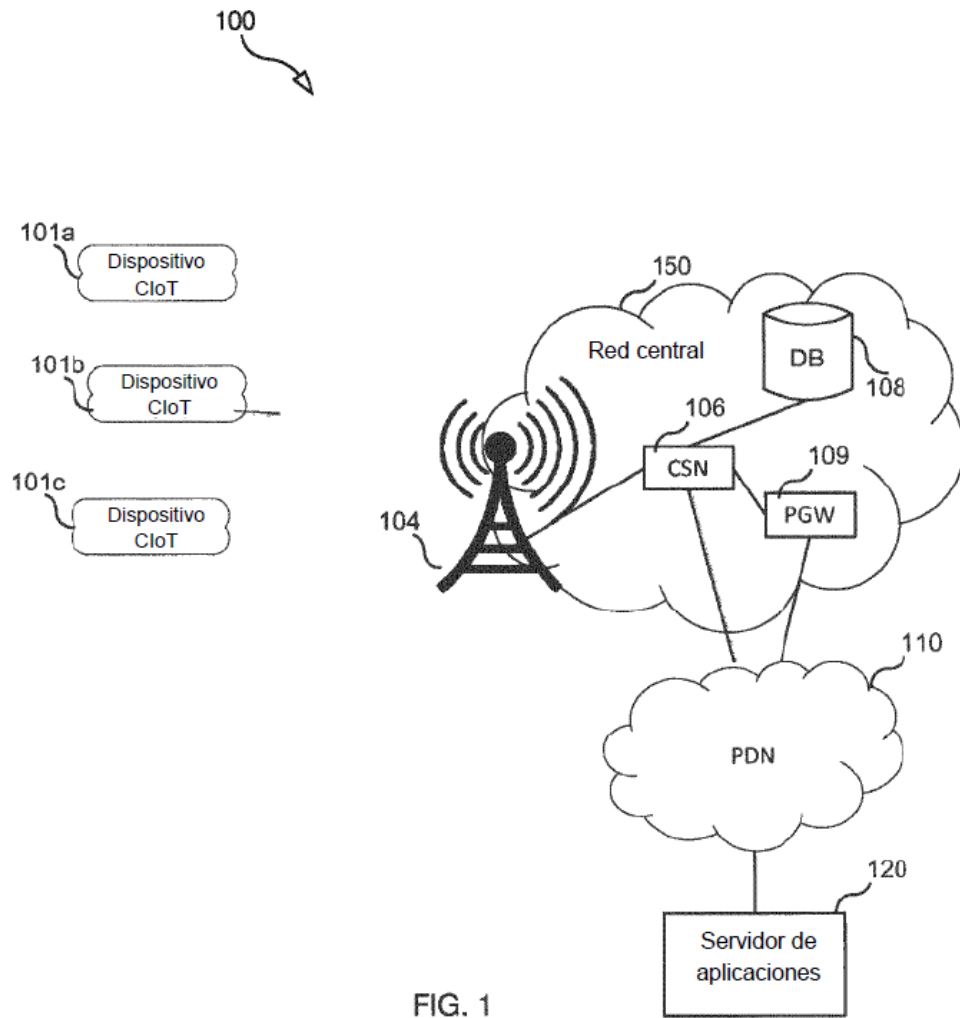 100
101a
Dispositivo
CIoT
101b
Dispositivo
CIoT
101c
Dispositivo
CIoT
104
150
Red central
DB
108
106
CSN
109
PGW
110
PDN
120
Servidor de
aplicaciones
FIG. 1